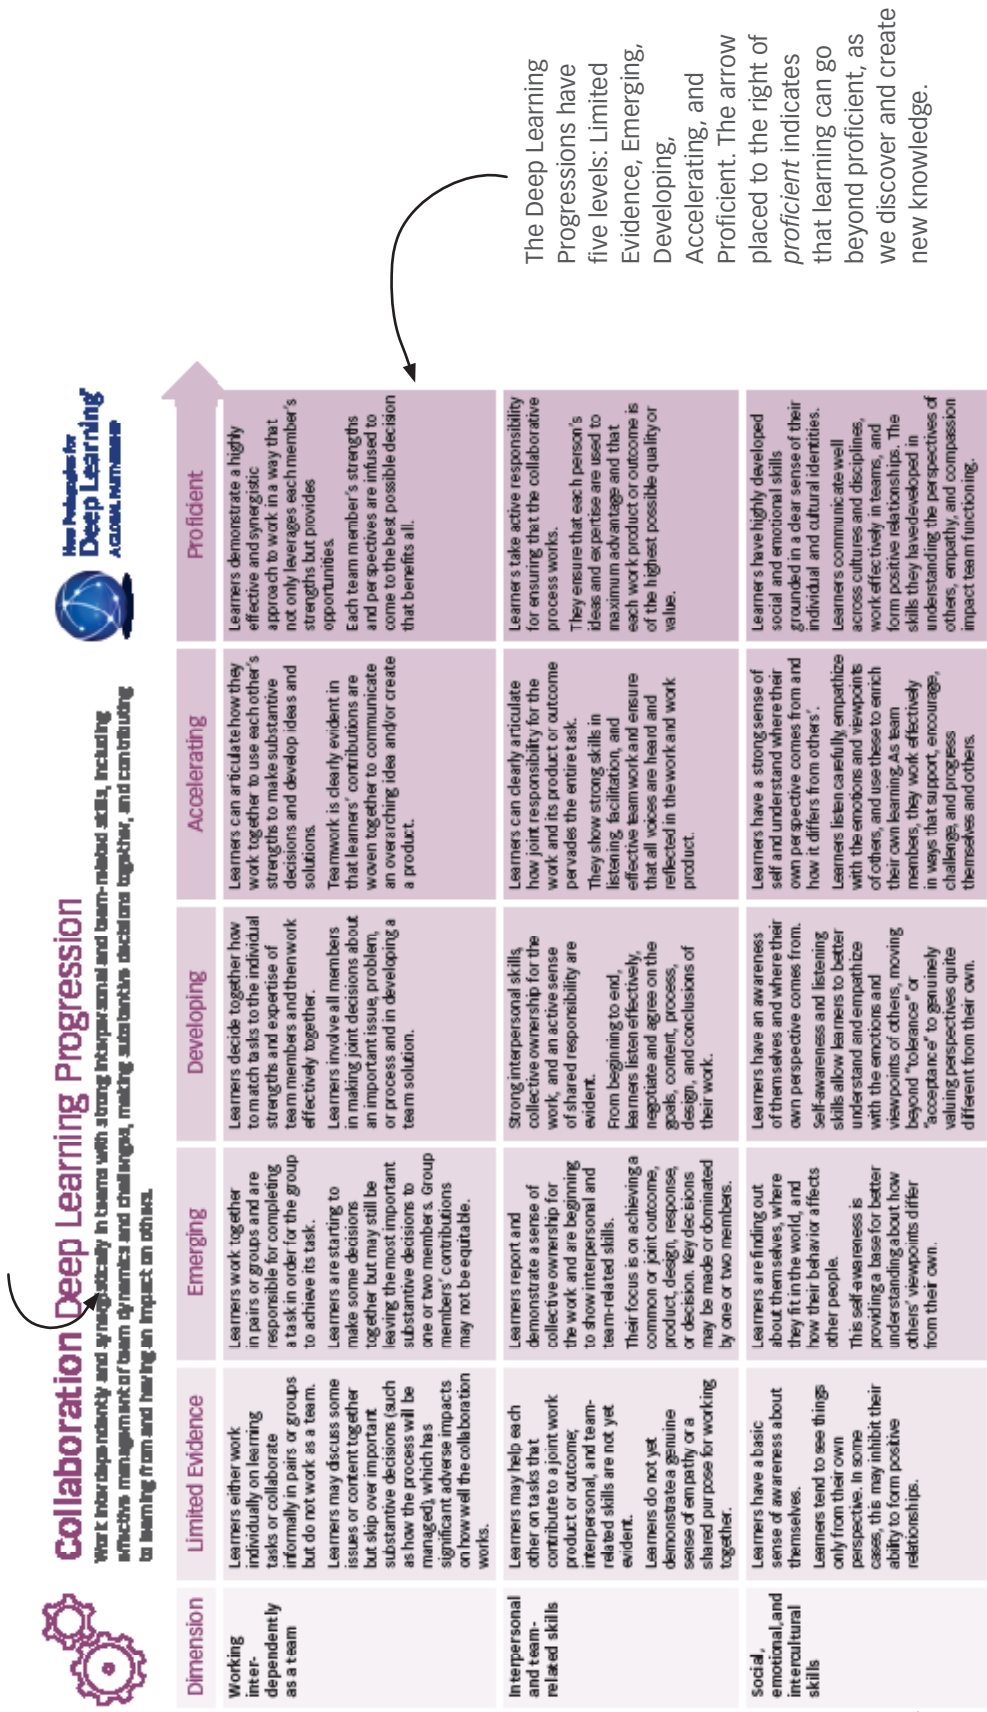 Collaboration Deep Learning Progression
Work interdependently and synergistically in teams with strong interpersonal and team-related skills, including
effective management of team dynamics and challenges, making substantive decisions together, and contributing
to learning from and having an impact on others.
New Pedagogies for
Deep Learning
A GLOBAL PARTNERSHIP
Dimension
Limited Evidence
Emerging
Developing
Accelerating
Proficient
Working
inter-
dependently
as a team
Learners either work
individually on learning
tasks or collaborate
informally in pairs or groups
but do not work as a team.
Learners may discuss some
issues or content together
but skip over important
substantive decisions (such
as how the process will be
managed), which has
significant adverse impacts
on how well the collaboration
works.
Learners work together
in pairs or groups and are
responsible for completing
a task in order for the group
to achieve its task.
Learners are starting to
make some decisions
together but may still be
leaving the most important
substantive decisions to
one or two members. Group
members' contributions
may not be equitable.
Learners decide together how
to match tasks to the individual
strengths and expertise of
team members and then work
effectively together.
Learners involve all members
in making joint decisions about
an important issue, problem,
or process and in developing a
team solution.
Learners can articulate how they
work together to use each other's
strengths to make substantive
decisions and develop ideas and
solutions.
Teamwork is clearly evident in
that learners' contributions are
woven together to communicate
an overarching idea and/or create
a product.
Learners demonstrate a highly
effective and synergistic
approach to work in a way that
not only leverages each member's
strengths but provides
opportunities.
Each team member's strengths
and perspectives are infused to
come to the best possible decision
that benefits all.
Interpersonal
and team-
related skills
Learners may help each
other on tasks that
contribute to a joint work
product or outcome;
interpersonal, and team-
related skills are not yet
evident.
Learners do not yet
demonstrate a genuine
sense of empathy or a
shared purpose for working
together.
Learners report and
demonstrate a sense of
collective ownership for
the work and are beginning
to show interpersonal and
team-related skills.
Their focus is on achieving a
common or joint outcome,
product, design, response,
or decision. Key decisions
may be made or dominated
by one or two members.
Strong interpersonal skills,
collective ownership for the
work, and an active sense
of shared responsibility are
evident.
From beginning to end,
learners listen effectively,
negotiate and agree on the
goals, content, process,
design, and conclusions of
their work.
Learners can clearly articulate
how joint responsibility for the
work and its product or outcome
pervades the entire task.
They show strong skills in
listening, facilitation, and
effective teamwork and ensure
that all voices are heard and
reflected in the work and work
product.
Learners take active responsibility
for ensuring that the collaborative
process works.
They ensure that each person's
ideas and expertise are used to
maximum advantage and that
each work product or outcome is
of the highest possible quality or
value.
Social,
emotional, and
intercultural
skills
Learners have a basic
sense of awareness about
themselves.
Learners tend to see things
only from their own
perspective. In some
cases, this may inhibit their
ability to form positive
relationships.
Learners are finding out
about themselves, where
they fit in the world, and
how their behavior affects
other people.
This self-awareness is
providing a base for better
understanding about how
others' viewpoints differ
from their own.
Learners have an awareness
of themselves and where their
own perspective comes from.
Self-awareness and listening
skills allow learners to better
understand and empathize
with the emotions and
viewpoints of others, moving
beyond "tolerance" or
"acceptance" to genuinely
valuing perspectives quite
different from their own.
Learners have a strong sense of
self and understand where their
own perspective comes from and
how it differs from others'.
Learners listen carefully, empathize
with the emotions and viewpoints
of others, and use these to enrich
their own learning. As team
members, they work effectively
in ways that support, encourage,
challenge, and progress
themselves and others.
Learners have highly developed
social and emotional skills
grounded in a clear sense of their
individual and cultural identities.
Learners communicate well
across cultures and disciplines,
work effectively in teams, and
form positive relationships. The
skills they have developed in
understanding the perspectives of
others, empathy, and compassion
impact team functioning.
The Deep Learning
Progressions have
five levels: Limited
Evidence, Emerging,
Developing,
Accelerating, and
Proficient. The arrow
placed to the right of
proficient indicates
that learning can go
beyond proficient, as
we discover and create
new knowledge.